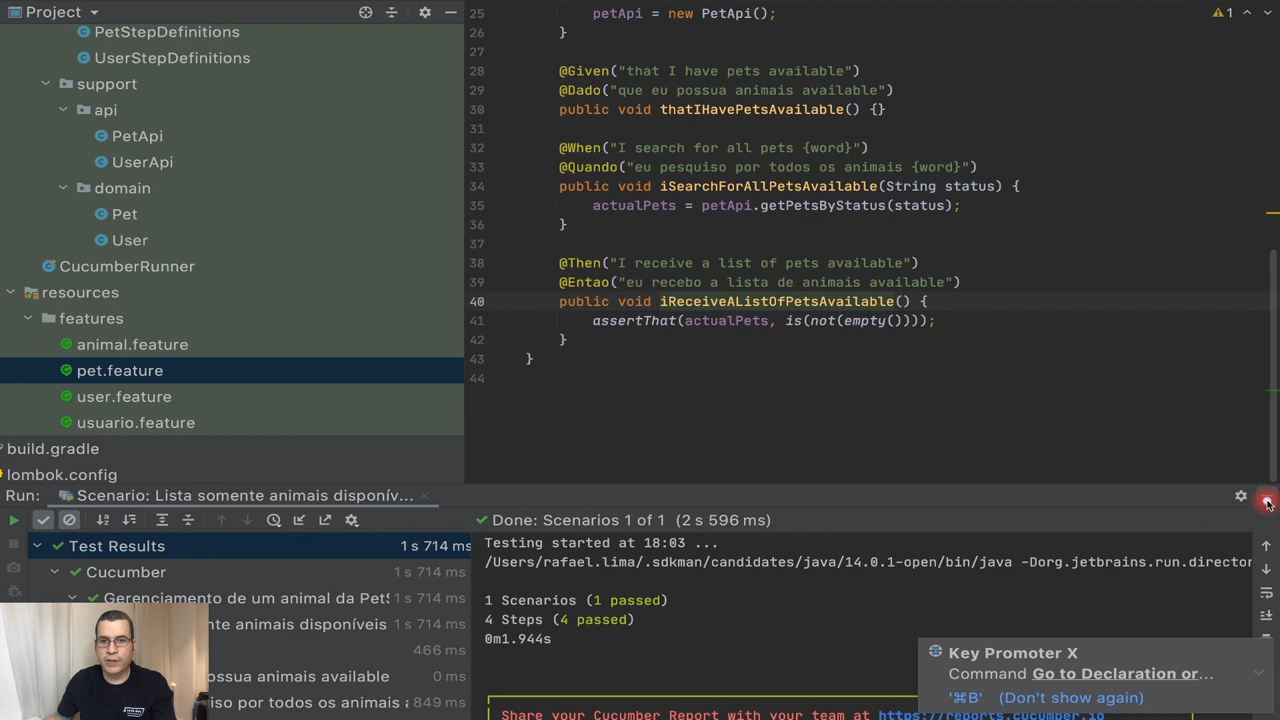 Project
PetStepDefinitions
UserStepDefinitions
support
api
PetApi
UserApi
domain
Pet
User
CucumberRunner
resources
features
animal.feature
pet.feature
user.feature
usuario.feature
build.gradle
lombok.config
1
25 petApi = new PetApi();
26 }
27
28 @Given("that I have pets available")
29 @Dado("que eu possua animais available")
30 public void thatIHavePetsAvailable() {}
31
32 @When("I search for all pets {word}")
33 @Quando("eu pesquiso por todos os animais {word}")
34 public void iSearchForAllPetsAvailable(String status) {
35 actualPets = petApi.getPetsByStatus(status);
36 }
37
38 @Then("I receive a list of pets available")
39 @Entao("eu recebo a lista de animais available")
40 public void iReceiveAListOfPetsAvailable() {
41 assertThat(actualPets, is(not(empty())));
42 }
43 }
44
Run: Scenario: Lista somente animais disponív...
Test Results 1 s 714 ms
Cucumber 1 s 714 ms
Gerenciamento de um animal da PetS 1 s 714 ms
nte animais disponíveis 1 s 714 ms
466 ms
ossua animais available 0 ms
iso por todos os animais a 849 ms
Done: Scenarios 1 of 1 (2 s 596 ms)
Testing started at 18:03 ...
/Users/rafael.lima/.sdkman/candidates/java/14.0.1-open/bin/java -Dorg.jetbrains.run.director
1 Scenarios (1 passed)
4 Steps (4 passed)
0m1.944s
Share your Cucumber Report with your team at https://reports.cucumber.io
Key Promoter X
Command Go to Declaration or...
'⌘B' (Don't show again)